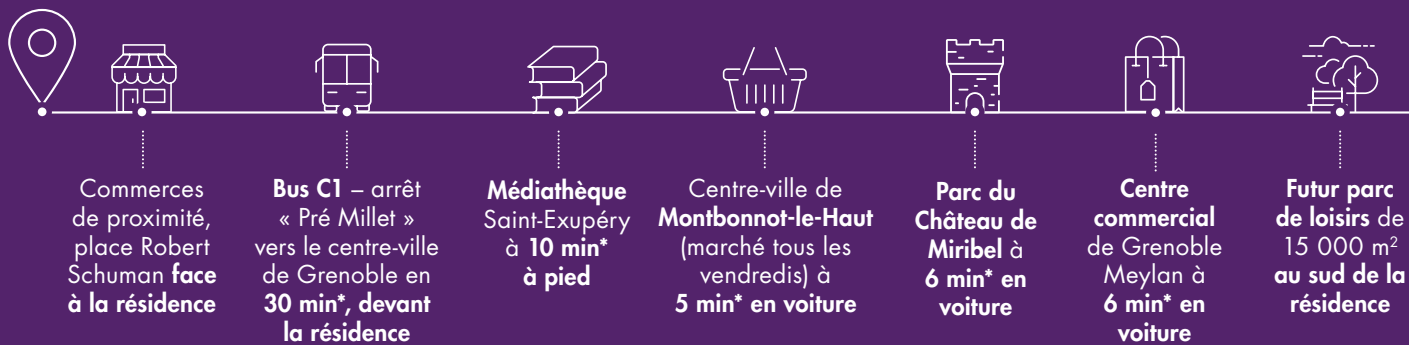 Commerces
de proximité,
place Robert
Schuman face
à la résidence
Bus C1 – arrêt
« Pré Millet »
vers le centre-ville
de Grenoble en
30 min*, devant
la résidence
Médiathèque
Saint-Exupéry
à 10 min*
à pied
Centre-ville de
Montbonnot-le-Haut
(marché tous les
vendredis) à
5 min* en voiture
Parc du
Château de
Miribel à
6 min* en
voiture
Centre
commercial
de Grenoble
Meylan à
6 min* en
voiture
Futur parc
de loisirs de
15 000 m²
au sud de la
résidence